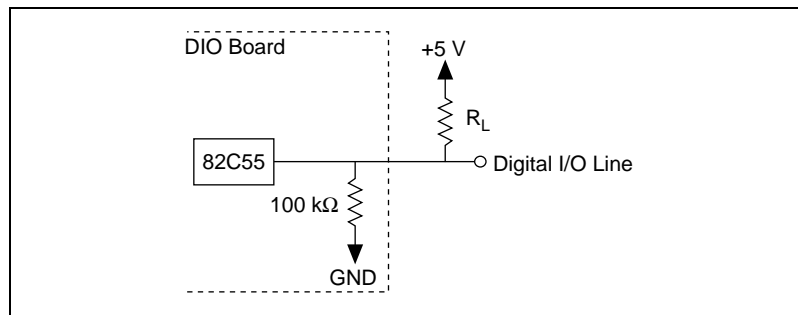 DIO Board
+5 V
R_L
82C55
Digital I/O Line
100 kΩ
GND